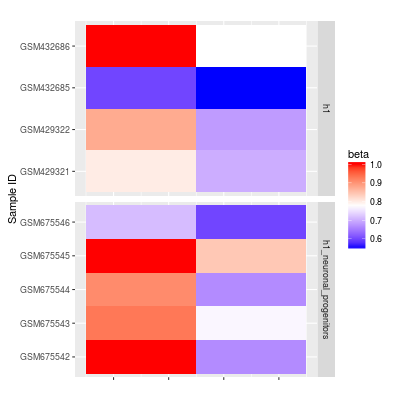 GSM432686
GSM432685
GSM429322
GSM429321
h1
GSM675546
GSM675545
GSM675544
GSM675543
GSM675542
h1_neuronal_progenitors
Sample ID
beta
1.0
0.9
0.8
0.7
0.6